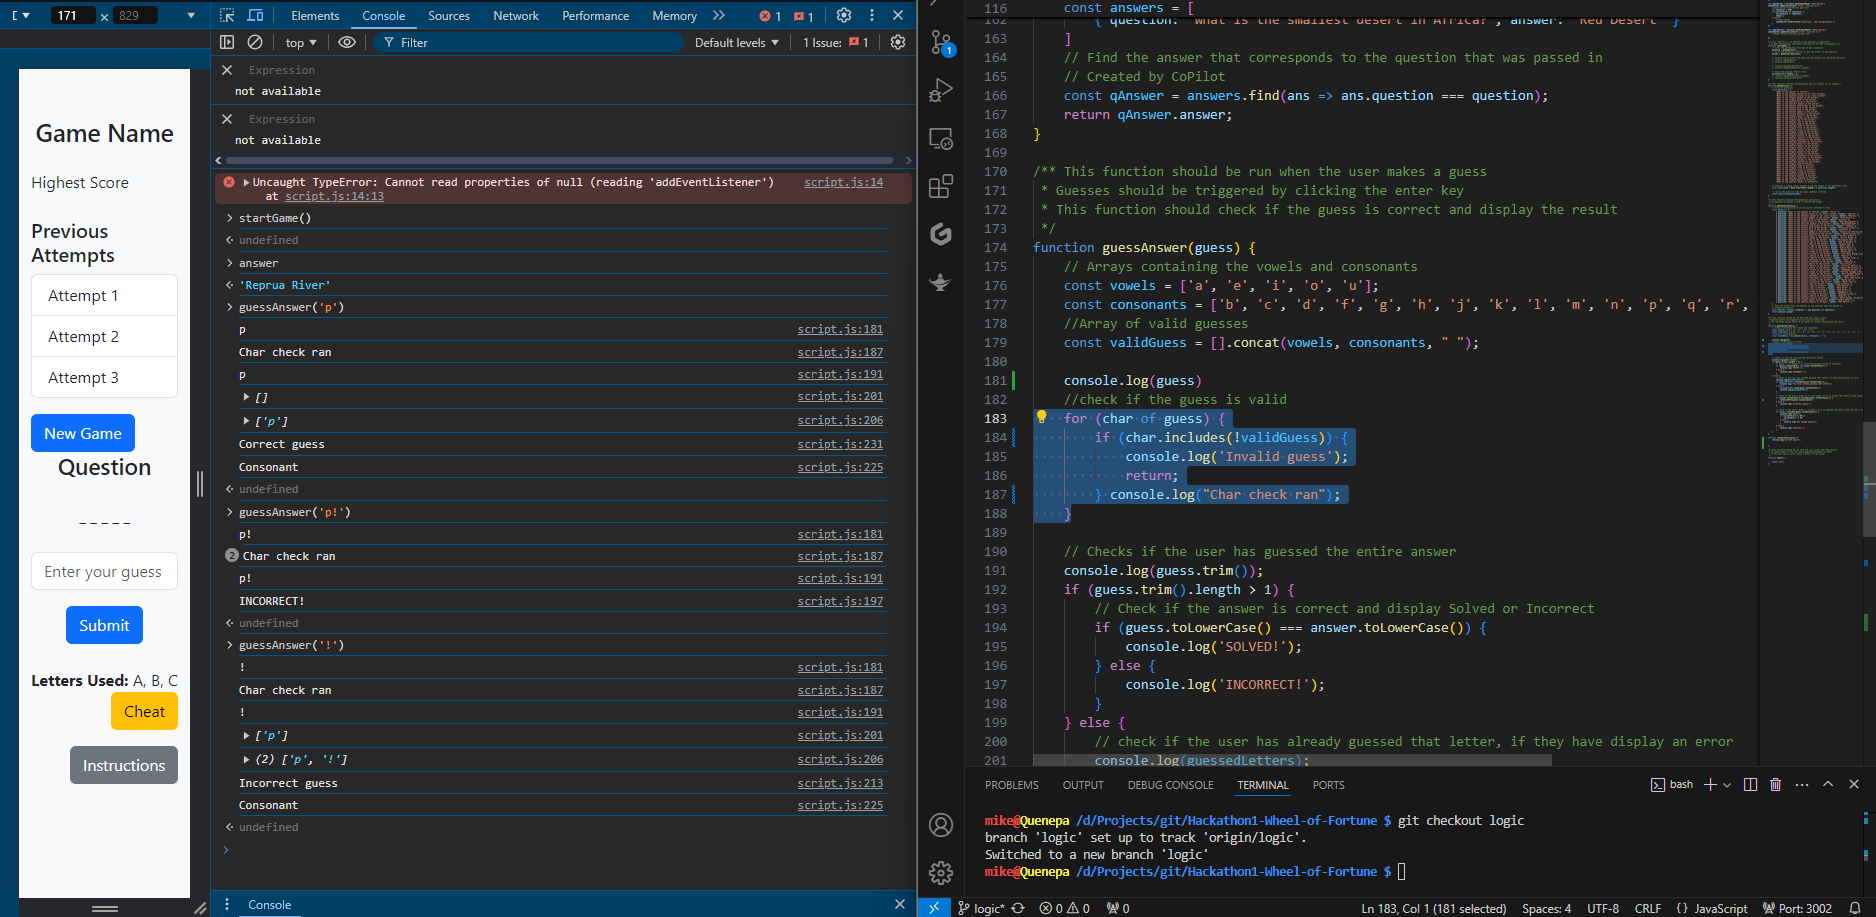 171 × 829
Elements Console Sources Network Performance Memory 1 1
top Filter Default levels 1 Issue: 1
Expression
not available
Expression
not available
Uncaught TypeError: Cannot read properties of null (reading 'addEventListener') script.js:14
at script.js:14:13
startGame()
undefined
answer
'Reprua River'
guessAnswer('p')
p script.js:181
Char check ran script.js:187
p script.js:191
[] script.js:201
['p'] script.js:206
Correct guess script.js:231
Consonant script.js:225
undefined
guessAnswer('p!')
p! script.js:181
2 Char check ran script.js:187
p! script.js:191
INCORRECT! script.js:197
undefined
guessAnswer('!')
! script.js:181
Char check ran script.js:187
! script.js:191
['p'] script.js:201
(2) ['p', '!'] script.js:206
Incorrect guess script.js:213
Consonant script.js:225
undefined
Console
Game Name
Highest Score
Previous
Attempts
Attempt 1
Attempt 2
Attempt 3
New Game
Question
_ _ _ _ _
Enter your guess
Submit
Letters Used: A, B, C
Cheat
Instructions
1
116 const answers = [
162 { question: "What is the smallest desert in Africa?", answer: "Red Desert" }
163 ]
164 // Find the answer that corresponds to the question that was passed in
165 // Created by CoPilot
166 const qAnswer = answers.find(ans => ans.question === question);
167 return qAnswer.answer;
168 }
169
170 /** This function should be run when the user makes a guess
171 * Guesses should be triggered by clicking the enter key
172 * This function should check if the guess is correct and display the result
173 */
174 function guessAnswer(guess) {
175 // Arrays containing the vowels and consonants
176 const vowels = ['a', 'e', 'i', 'o', 'u'];
177 const consonants = ['b', 'c', 'd', 'f', 'g', 'h', 'j', 'k', 'l', 'm', 'n', 'p', 'q', 'r',
178 //Array of valid guesses
179 const validGuess = [].concat(vowels, consonants, " ");
180
181 console.log(guess)
182 //check if the guess is valid
183 for (char of guess) {
184 if (char.includes(!validGuess)) {
185 console.log('Invalid guess');
186 return;
187 } console.log("Char check ran");
188 }
189
190 // Checks if the user has guessed the entire answer
191 console.log(guess.trim());
192 if (guess.trim().length > 1) {
193 // Check if the answer is correct and display Solved or Incorrect
194 if (guess.toLowerCase() === answer.toLowerCase()) {
195 console.log('SOLVED!');
196 } else {
197 console.log('INCORRECT!');
198 }
199 } else {
200 // check if the user has already guessed that letter, if they have display an error
201 console.log(guessedLetters);
PROBLEMS OUTPUT DEBUG CONSOLE TERMINAL PORTS bash
mike@Quenepa /d/Projects/git/Hackathon1-Wheel-of-Fortune $ git checkout logic
branch 'logic' set up to track 'origin/logic'.
Switched to a new branch 'logic'
mike@Quenepa /d/Projects/git/Hackathon1-Wheel-of-Fortune $
logic* 0 0 0 Ln 183, Col 1 (181 selected) Spaces: 4 UTF-8 CRLF {} JavaScript Port: 3002